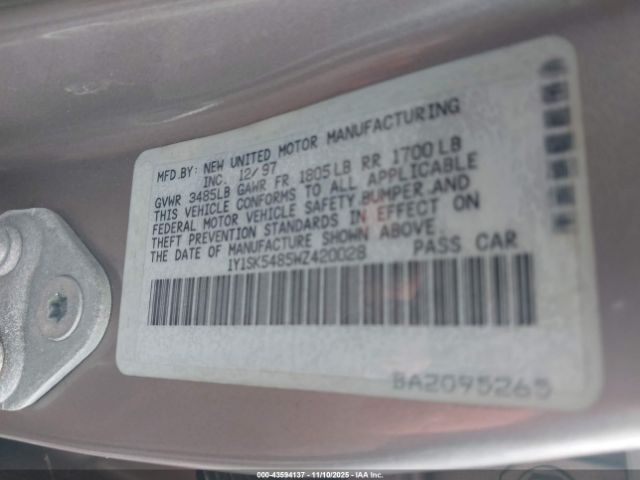 MFD.BY: NEW UNITED MOTOR MANUFACTURING
INC. 12/97
GVWR 3485LB GAWR FR 1805LB RR 1700LB
THIS VEHICLE CONFORMS TO ALL APPLICABLE
FEDERAL MOTOR VEHICLE SAFETY,BUMPER,AND
THEFT PREVENTION STANDARDS IN EFFECT ON
THE DATE OF MANUFACTURE SHOWN ABOVE
1Y1SK5485WZ420028 PASS CAR
BA2095265
000-43594137 - 11/10/2025 - Copyright © IAA, Inc.